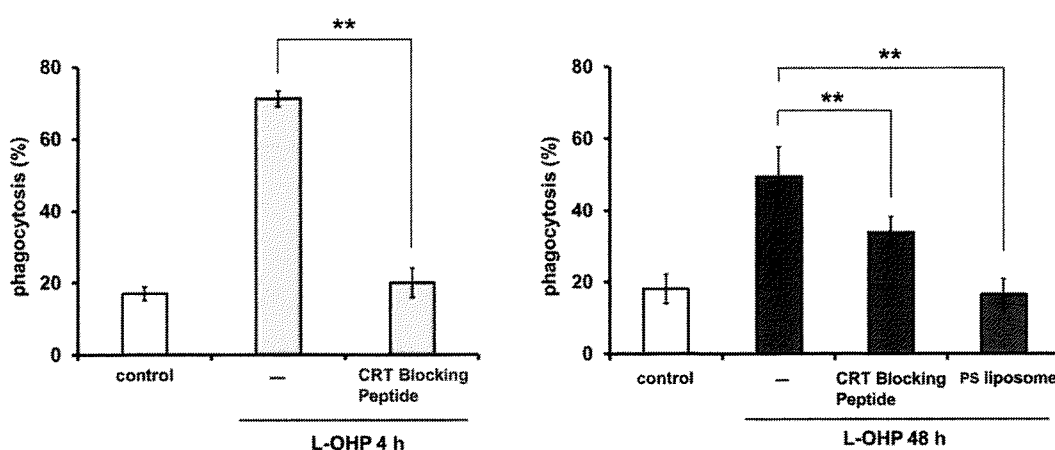 **
80
60
40
20
0
phagocytosis (%)
control
—
CRT Blocking
Peptide
L-OHP 4 h
**
**
80
60
40
20
0
phagocytosis (%)
control
—
CRT Blocking
Peptide
PS liposome
L-OHP 48 h